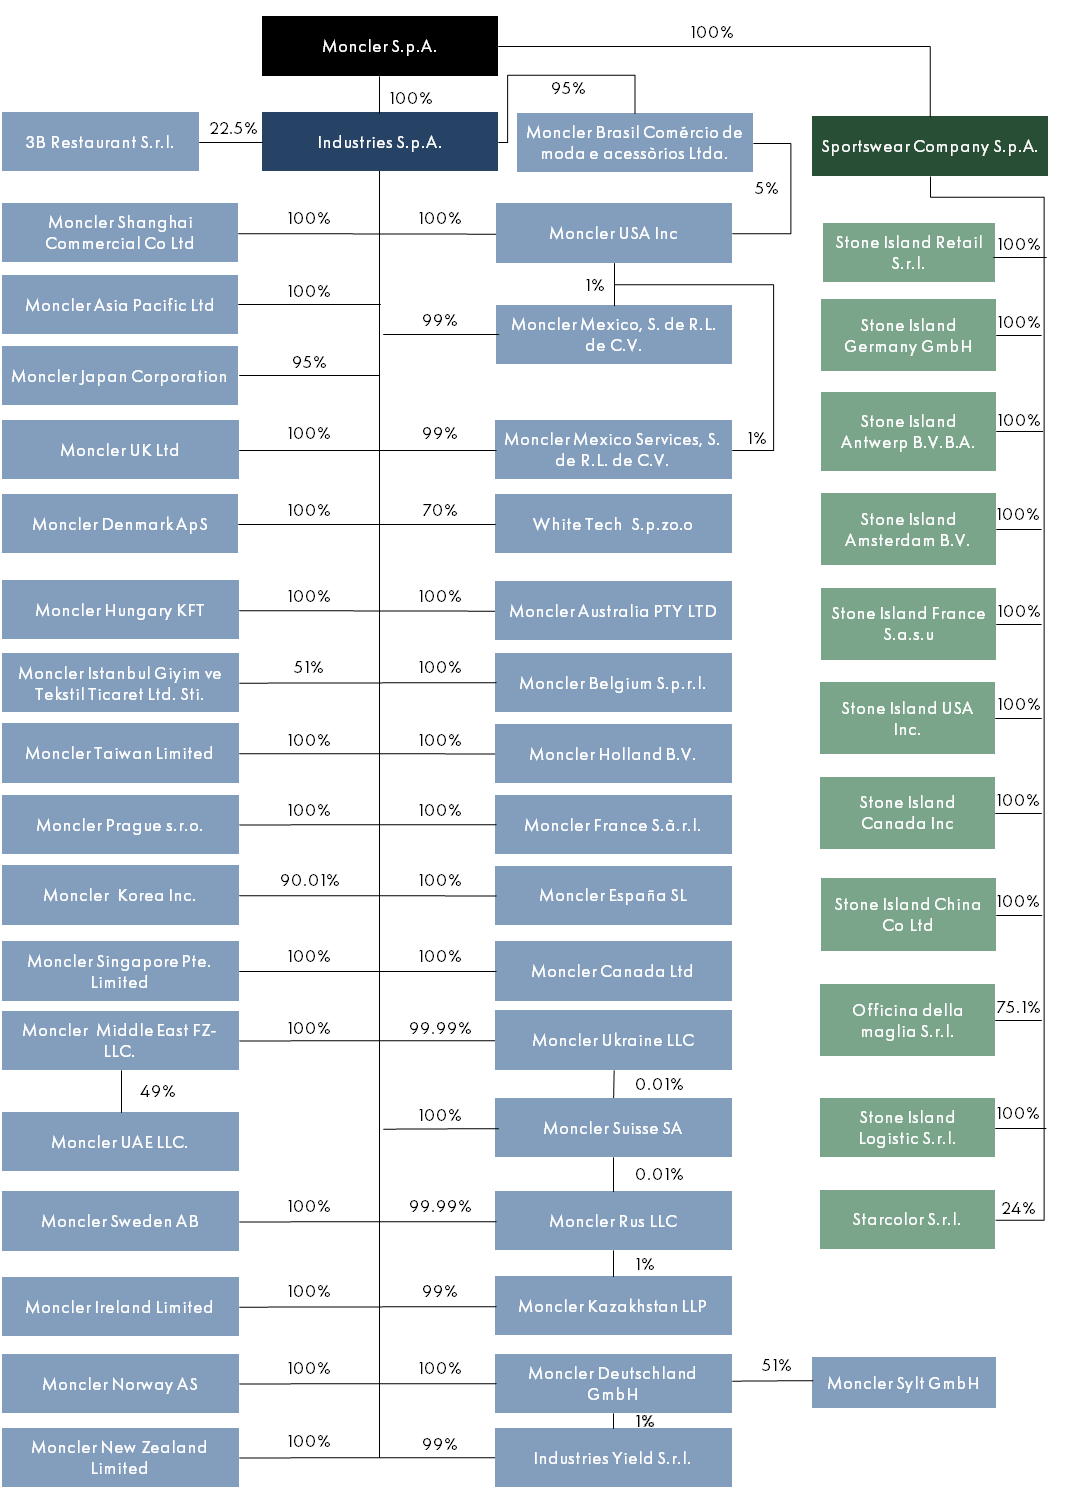 Moncler S.p.A.
100%
100%
95%
3B Restaurant S.r.l.
22.5%
Industries S.p.A.
Moncler Brasil Comércio de
moda e acessòrios Ltda.
Sportswear Company S.p.A.
5%
Moncler Shanghai
Commercial Co Ltd
100%
100%
Moncler USA Inc
Stone Island Retail
S.r.l.
100%
Moncler Asia Pacific Ltd
100%
1%
99%
Moncler Mexico, S. de R.L.
de C.V.
Stone Island
Germany GmbH
100%
Moncler Japan Corporation
95%
Moncler UK Ltd
100%
99%
Moncler Mexico Services, S.
de R.L. de C.V.
1%
Stone Island
Antwerp B.V.B.A.
100%
Moncler Denmark ApS
100%
70%
White Tech S.p.zo.o
Stone Island
Amsterdam B.V.
100%
Moncler Hungary KFT
100%
100%
Moncler Australia PTY LTD
Stone Island France
S.a.s.u
100%
Moncler Istanbul Giyim ve
Tekstil Ticaret Ltd. Sti.
51%
100%
Moncler Belgium S.p.r.l.
Stone Island USA
Inc.
100%
Moncler Taiwan Limited
100%
100%
Moncler Holland B.V.
Moncler Prague s.r.o.
100%
100%
Moncler France S.à.r.l.
Stone Island
Canada Inc
100%
Moncler Korea Inc.
90.01%
100%
Moncler España SL
Stone Island China
Co Ltd
100%
Moncler Singapore Pte.
Limited
100%
100%
Moncler Canada Ltd
Moncler Middle East FZ-
LLC.
100%
99.99%
Moncler Ukraine LLC
Officina della
maglia S.r.l.
75.1%
49%
0.01%
Moncler UAE LLC.
100%
Moncler Suisse SA
Stone Island
Logistic S.r.l.
100%
0.01%
Moncler Sweden AB
100%
99.99%
Moncler Rus LLC
Starcolor S.r.l.
24%
1%
Moncler Ireland Limited
100%
99%
Moncler Kazakhstan LLP
Moncler Norway AS
100%
100%
Moncler Deutschland
GmbH
51%
Moncler Sylt GmbH
1%
Moncler New Zealand
Limited
100%
99%
Industries Yield S.r.l.